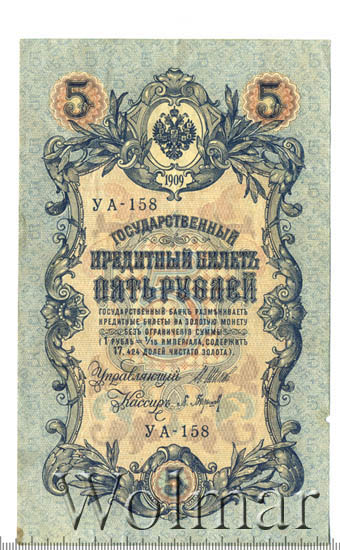 5 5
1909
УА-158
ГОСУДАРСТВЕННЫЙ
КРЕДИТНЫЙ БИЛЕТЪ
ПЯТЬ РУБЛЕЙ
ГОСУДАРСТВЕННЫЙ БАНКЪ РАЗМѢНИВАЕТЪ
КРЕДИТНЫЕ БИЛЕТЫ НА ЗОЛОТУЮ МОНЕТУ
БЕЗЪ ОГРАНИЧЕНІЯ СУММЫ
(1 РУБЛЬ = 1/15 ИМПЕРІАЛА, СОДЕРЖИТЪ
17,424 ДОЛЕЙ ЧИСТАГО ЗОЛОТА).
Управляющій
Кассиръ
УА-158
5
Wolmar